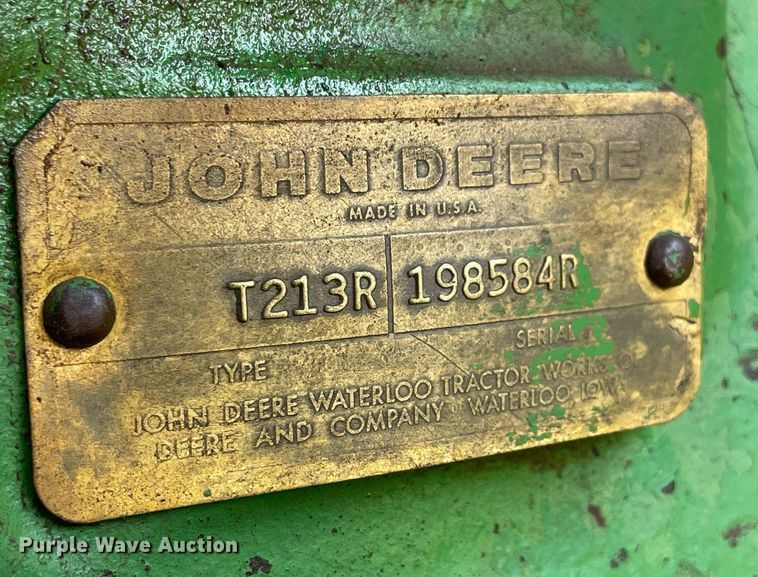 JOHN DEERE
MADE IN U.S.A.
T213R 198584R
TYPE SERIAL
JOHN DEERE WATERLOO TRACTOR WORKS OF
DEERE AND COMPANY WATERLOO, IOWA
Purple Wave Auction